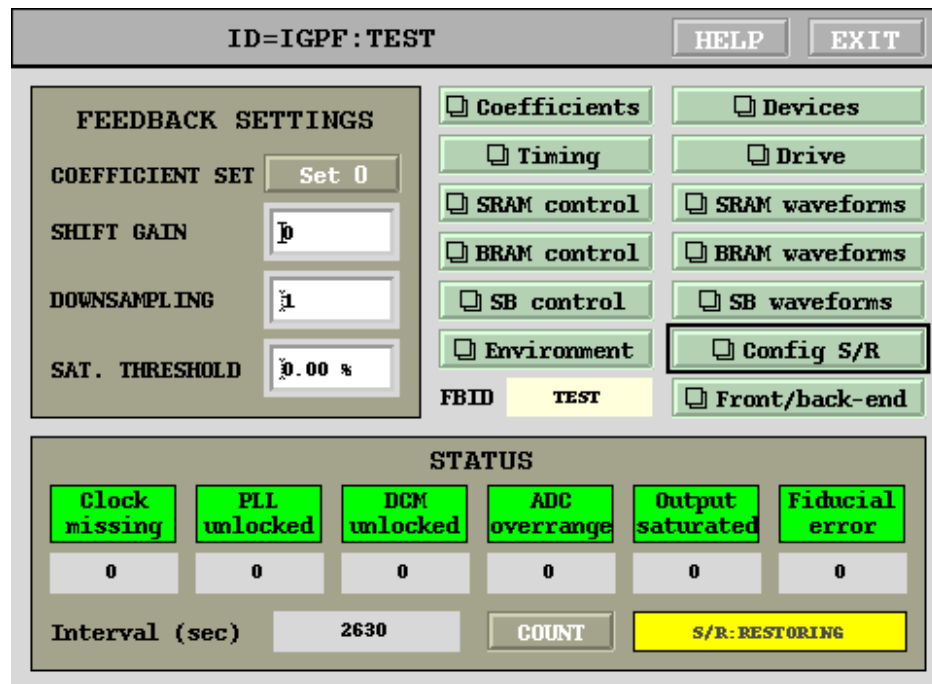 ID=IGPF:TEST
HELP
EXIT
FEEDBACK SETTINGS
COEFFICIENT SET
Set 0
SHIFT GAIN
0
DOWNSAMPLING
1
SAT. THRESHOLD
0.00 %
Coefficients
Devices
Timing
Drive
SRAM control
SRAM waveforms
BRAM control
BRAM waveforms
SB control
SB waveforms
Environment
Config S/R
FBID
TEST
Front/back-end
STATUS
Clock
missing
PLL
unlocked
DCM
unlocked
ADC
overrange
Output
saturated
Fiducial
error
0
0
0
0
0
0
Interval (sec)
2630
COUNT
S/R:RESTORING